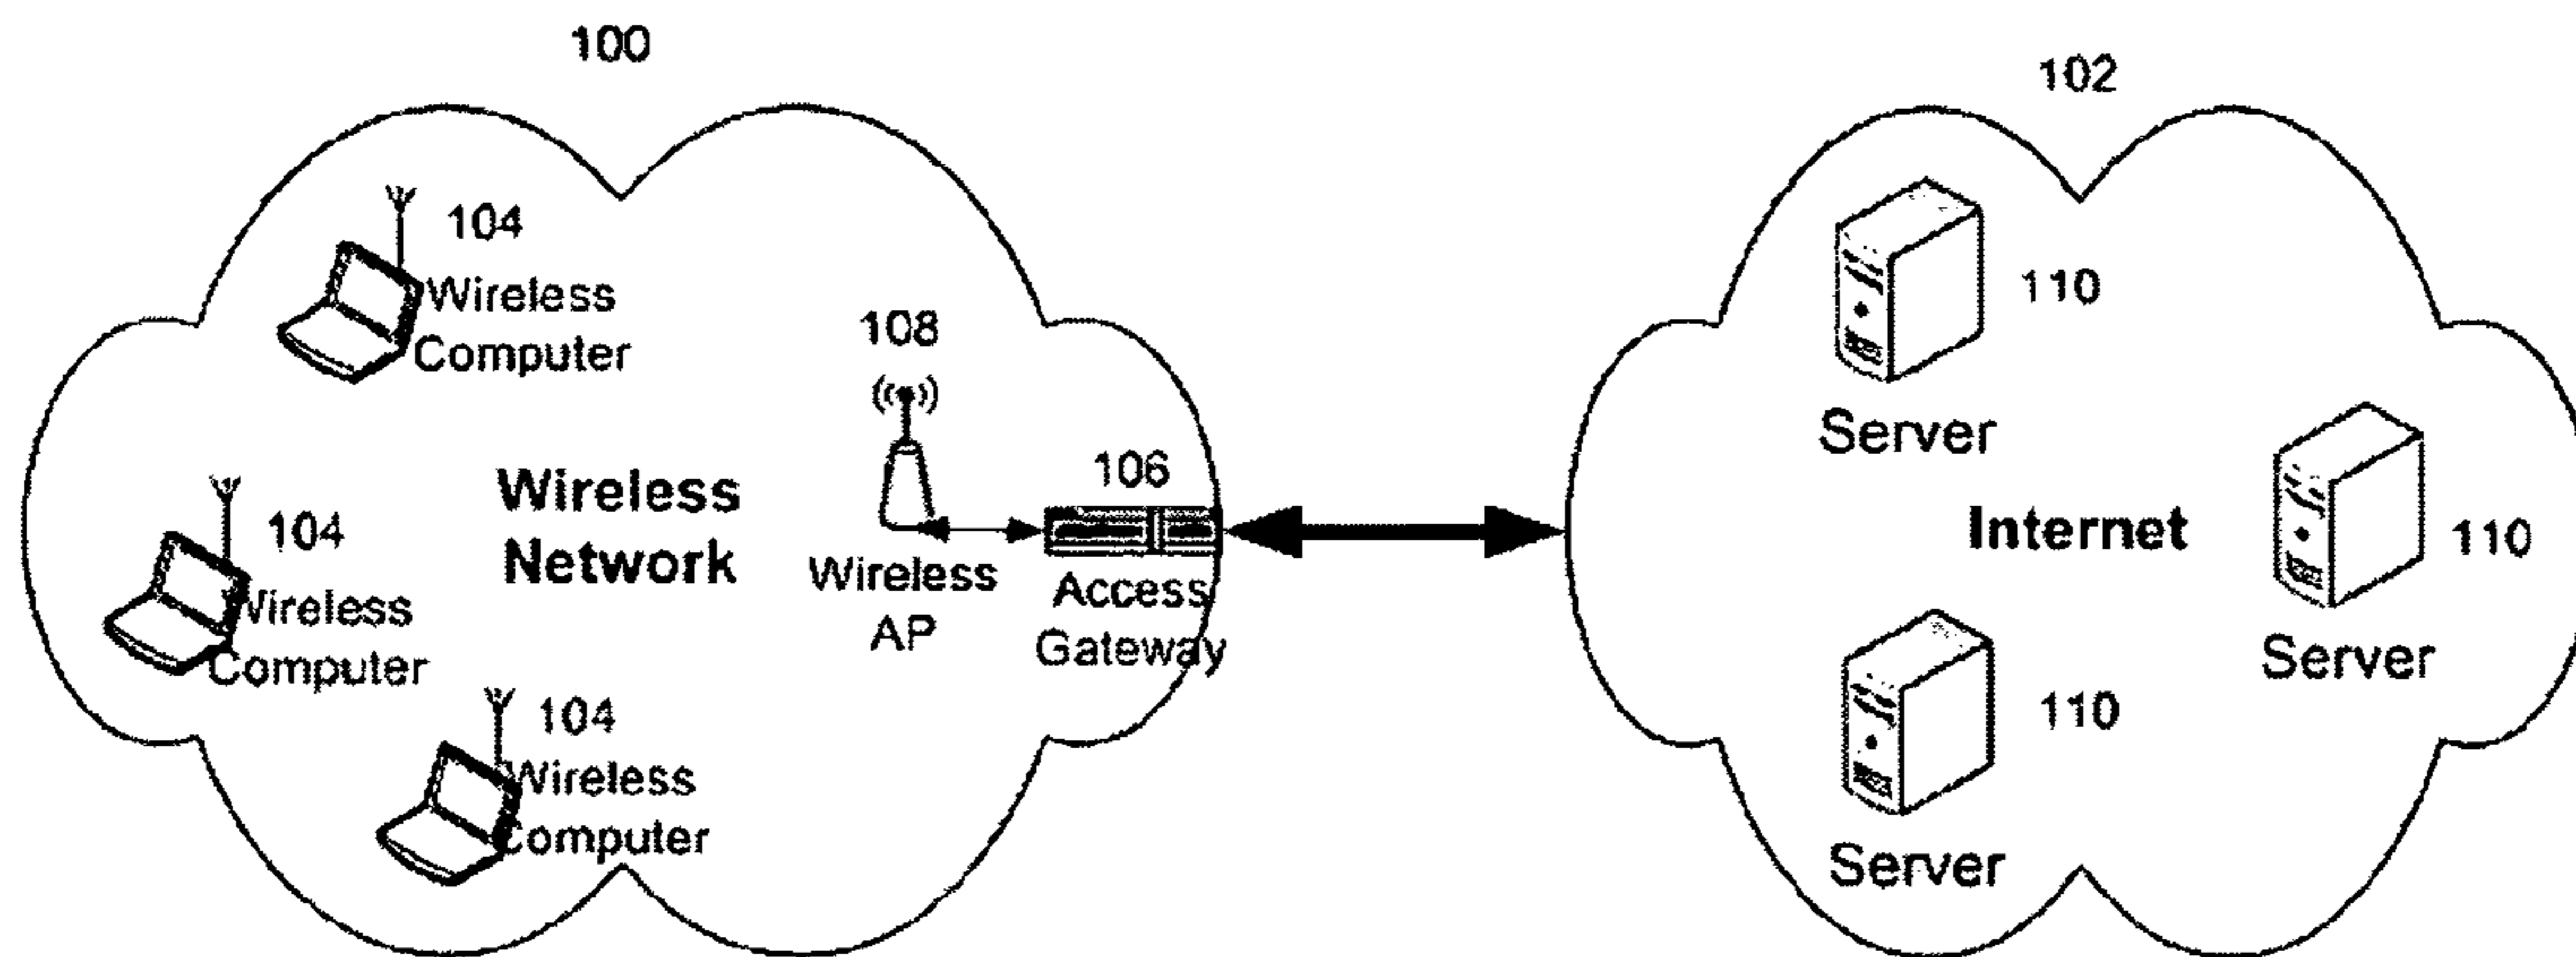 100
104
Wireless
Computer
104
Wireless
Computer
104
Wireless
Computer
Wireless
Network
108
Wireless
AP
106
Access
Gateway
102
110
Server
Internet
110
Server
110
Server